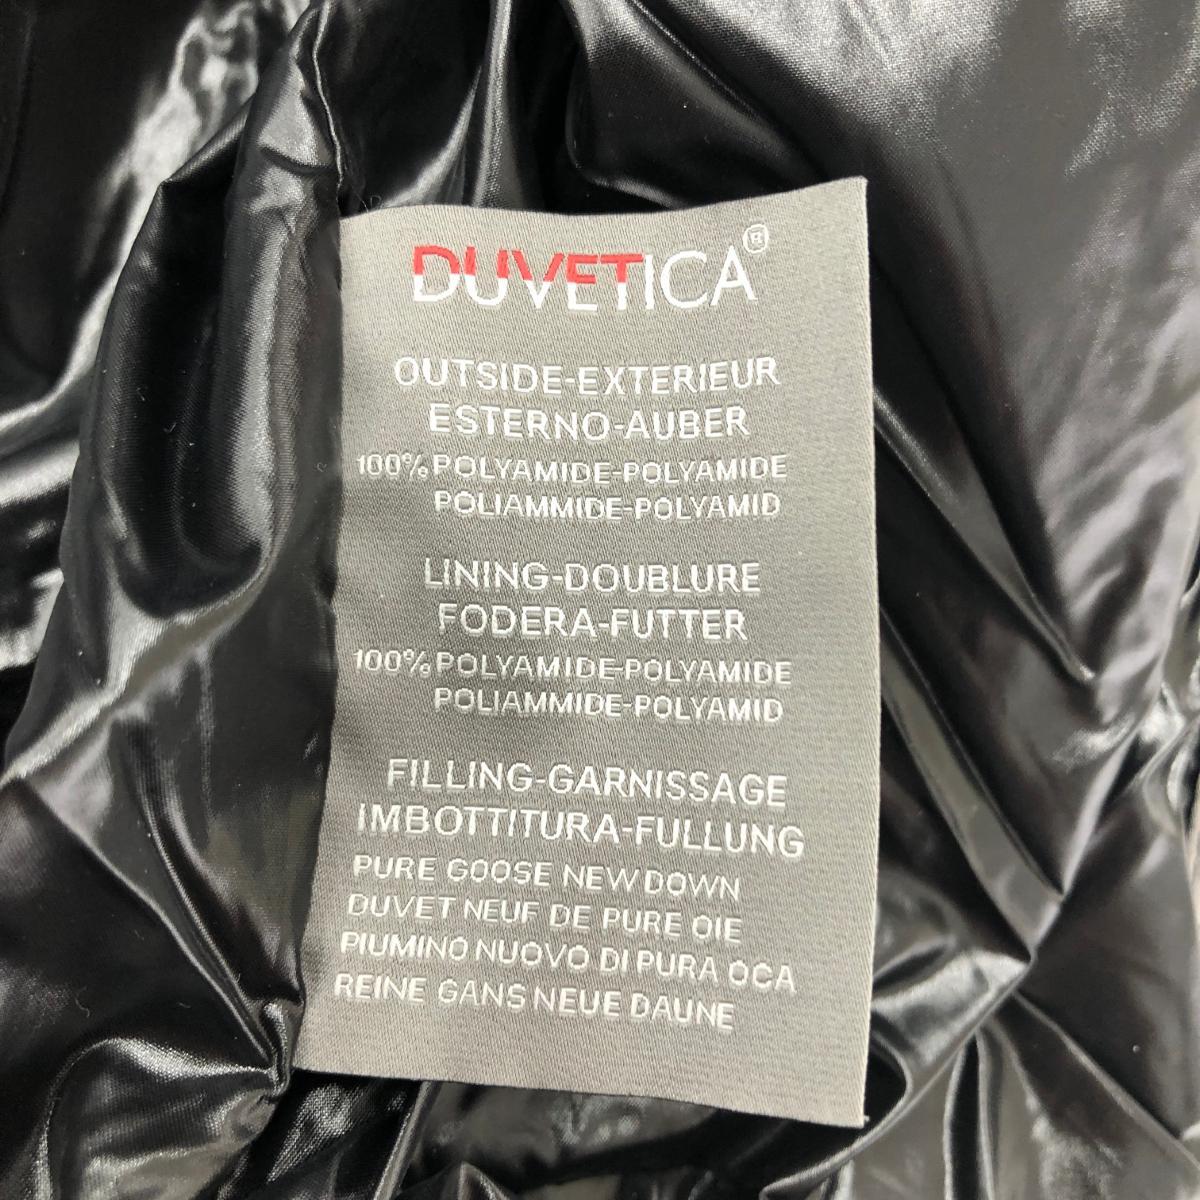 DUVETICA®
OUTSIDE-EXTERIEUR
ESTERNO-AUBER
100% POLYAMIDE-POLYAMIDE
POLIAMMIDE-POLYAMID
LINING-DOUBLURE
FODERA-FUTTER
100% POLYAMIDE-POLYAMIDE
POLIAMMIDE-POLYAMID
FILLING-GARNISSAGE
IMBOTTITURA-FULLUNG
PURE GOOSE NEW DOWN
DUVET NEUF DE PURE OIE
PIUMINO NUOVO DI PURA OCA
REINE GANS NEUE DAUNE